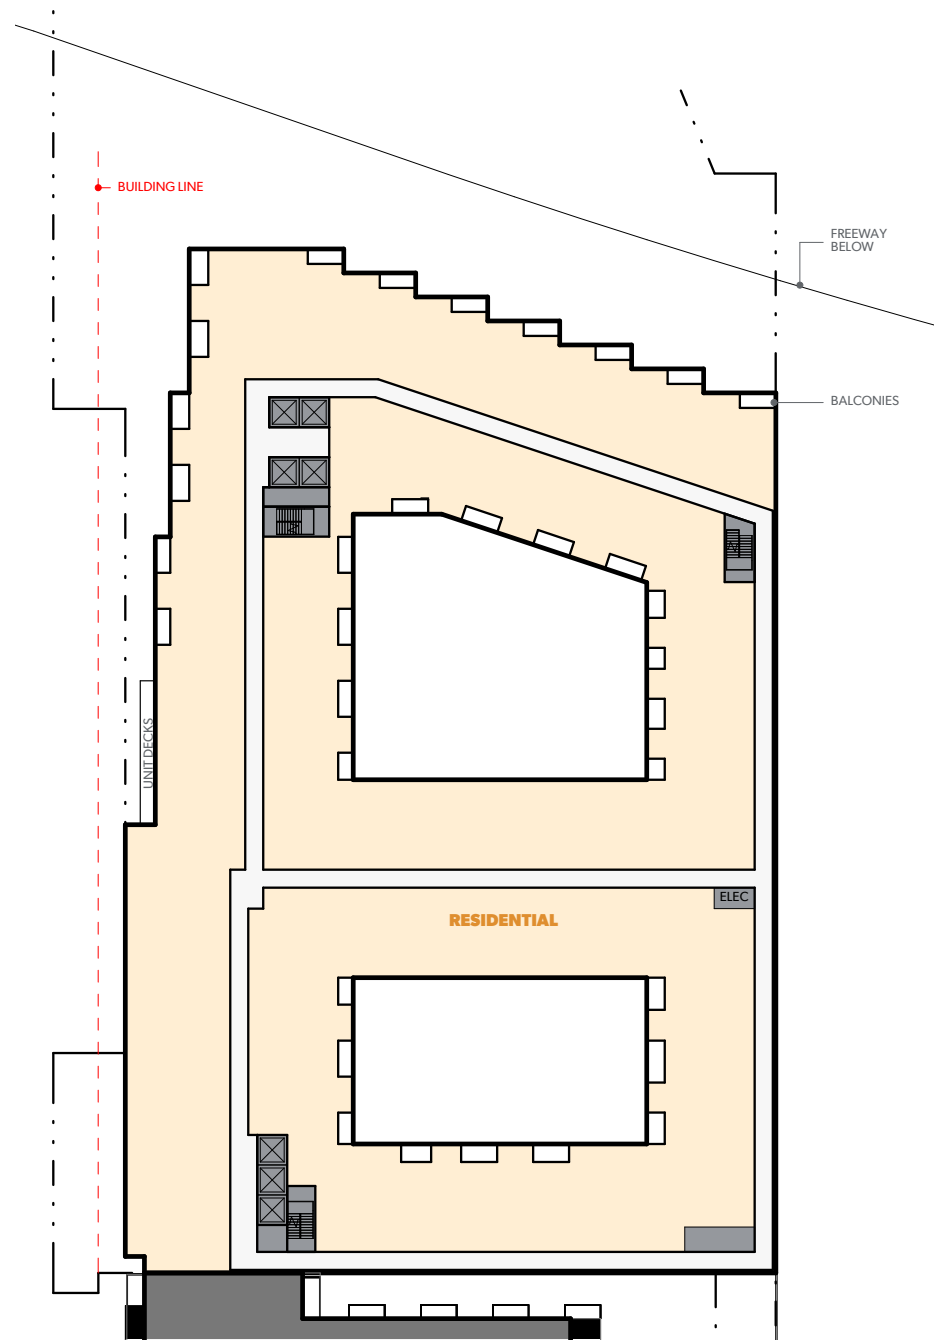 BUILDING LINE
FREEWAY
BELOW
BALCONIES
UNIT DECKS
ELEC
RESIDENTIAL